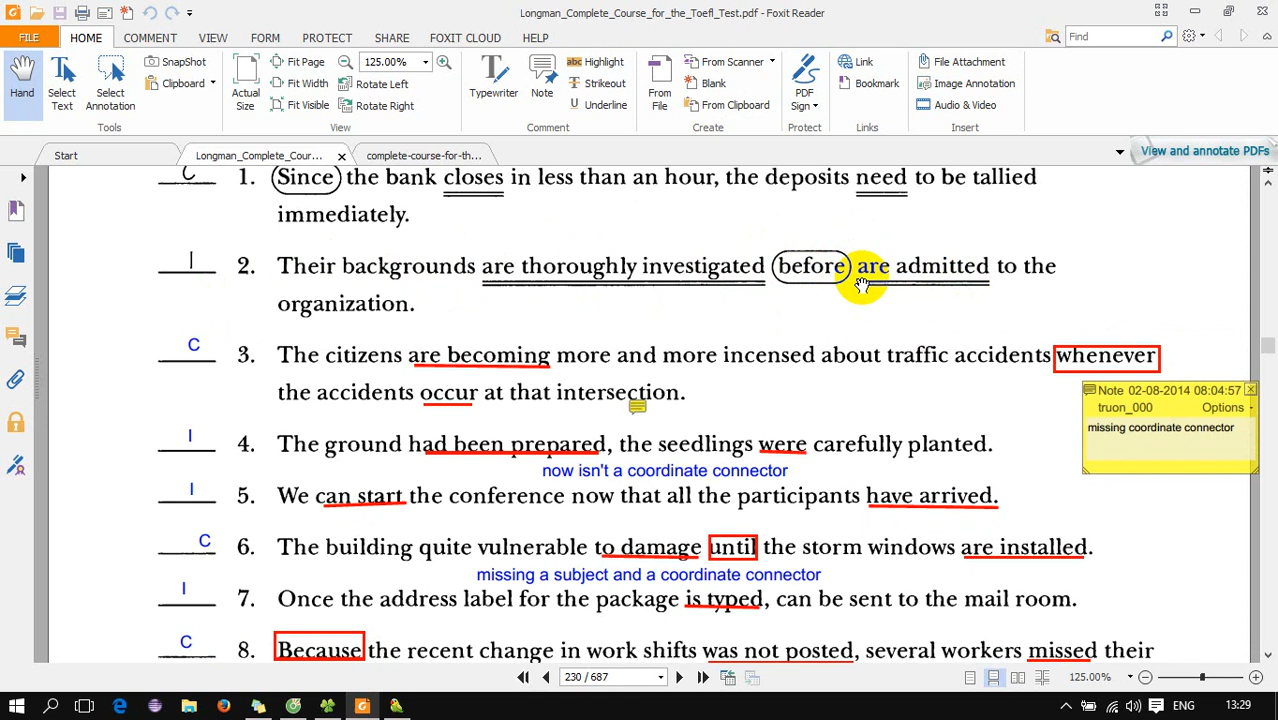 Longman_Complete_Course_for_the_Toefl_Test.pdf - Foxit Reader
FILE HOME COMMENT VIEW FORM PROTECT SHARE FOXIT CLOUD HELP Find
Hand Select Text Select Annotation SnapShot Clipboard Actual Size Fit Page Fit Width Fit Visible 125.00% Rotate Left Rotate Right Typewriter Note Highlight Strikeout Underline From File From Scanner Blank From Clipboard PDF Sign Link Bookmark File Attachment Image Annotation Audio & Video
Tools View Comment Create Protect Links Insert
Start Longman_Complete_Cour... complete-course-for-th... View and annotate PDFs
C 1. Since the bank closes in less than an hour, the deposits need to be tallied
immediately.
I 2. Their backgrounds are thoroughly investigated before are admitted to the
organization.
C 3. The citizens are becoming more and more incensed about traffic accidents whenever
the accidents occur at that intersection.
Note 02-08-2014 08:04:57
truon_000 Options
missing coordinate connector
I 4. The ground had been prepared, the seedlings were carefully planted.
now isn't a coordinate connector
I 5. We can start the conference now that all the participants have arrived.
C 6. The building quite vulnerable to damage until the storm windows are installed.
missing a subject and a coordinate connector
I 7. Once the address label for the package is typed, can be sent to the mail room.
C 8. Because the recent change in work shifts was not posted, several workers missed their
230 / 687 125.00%
ENG 13:29